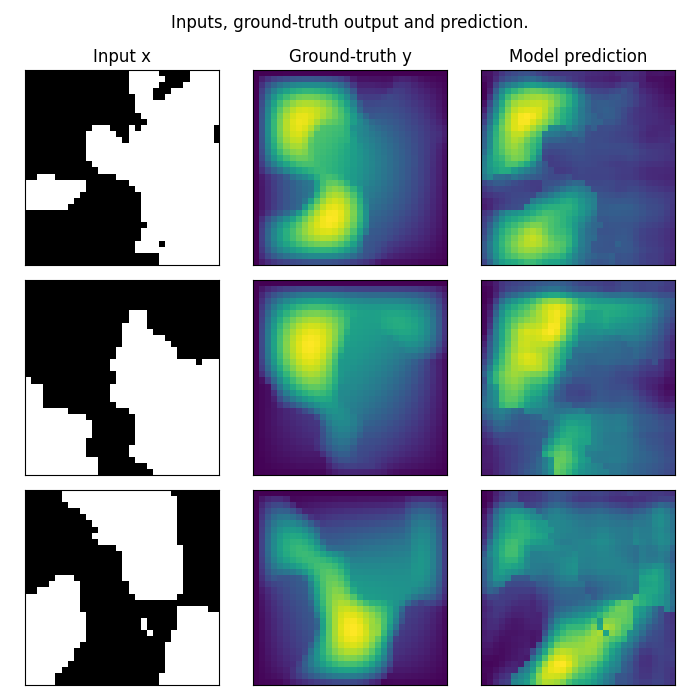 Inputs, ground-truth output and prediction.
Input x
Ground-truth y
Model prediction